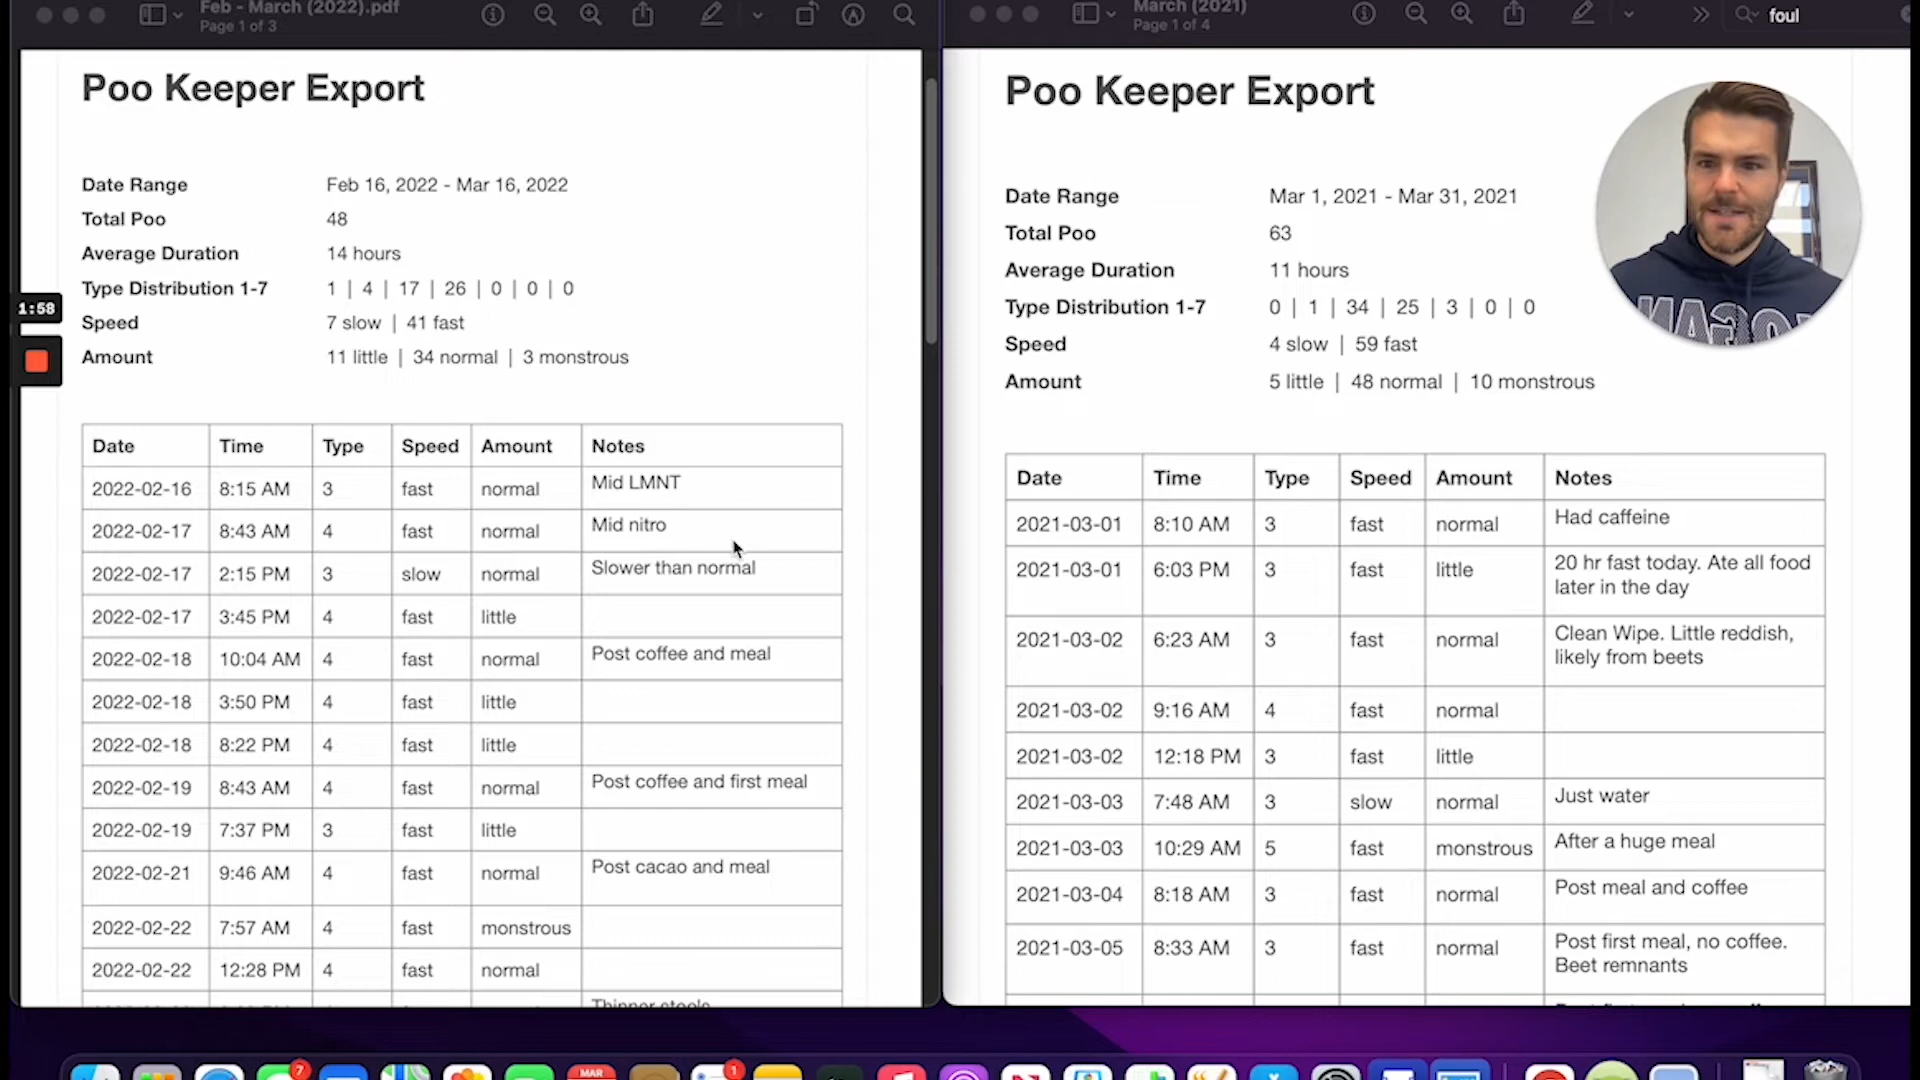 Feb - March (2022).pdf
Page 1 of 3
Poo Keeper Export
Date Range Feb 16, 2022 - Mar 16, 2022
Total Poo 48
Average Duration 14 hours
Type Distribution 1-7 1 | 4 | 17 | 26 | 0 | 0 | 0
Speed 7 slow | 41 fast
Amount 11 little | 34 normal | 3 monstrous
1:58
Date Time Type Speed Amount Notes
2022-02-16 8:15 AM 3 fast normal Mid LMNT
2022-02-17 8:43 AM 4 fast normal Mid nitro
2022-02-17 2:15 PM 3 slow normal Slower than normal
2022-02-17 3:45 PM 4 fast little
2022-02-18 10:04 AM 4 fast normal Post coffee and meal
2022-02-18 3:50 PM 4 fast little
2022-02-18 8:22 PM 4 fast little
2022-02-19 8:43 AM 4 fast normal Post coffee and first meal
2022-02-19 7:37 PM 3 fast little
2022-02-21 9:46 AM 4 fast normal Post cacao and meal
2022-02-22 7:57 AM 4 fast monstrous
2022-02-22 12:28 PM 4 fast normal
Thinner stools
March (2021)
Page 1 of 4
foul
Poo Keeper Export
Date Range Mar 1, 2021 - Mar 31, 2021
Total Poo 63
Average Duration 11 hours
Type Distribution 1-7 0 | 1 | 34 | 25 | 3 | 0 | 0
Speed 4 slow | 59 fast
Amount 5 little | 48 normal | 10 monstrous
Date Time Type Speed Amount Notes
2021-03-01 8:10 AM 3 fast normal Had caffeine
2021-03-01 6:03 PM 3 fast little 20 hr fast today. Ate all food
later in the day
2021-03-02 6:23 AM 3 fast normal Clean Wipe. Little reddish,
likely from beets
2021-03-02 9:16 AM 4 fast normal
2021-03-02 12:18 PM 3 fast little
2021-03-03 7:48 AM 3 slow normal Just water
2021-03-03 10:29 AM 5 fast monstrous After a huge meal
2021-03-04 8:18 AM 3 fast normal Post meal and coffee
2021-03-05 8:33 AM 3 fast normal Post first meal, no coffee.
Beet remnants
7
MAR
1